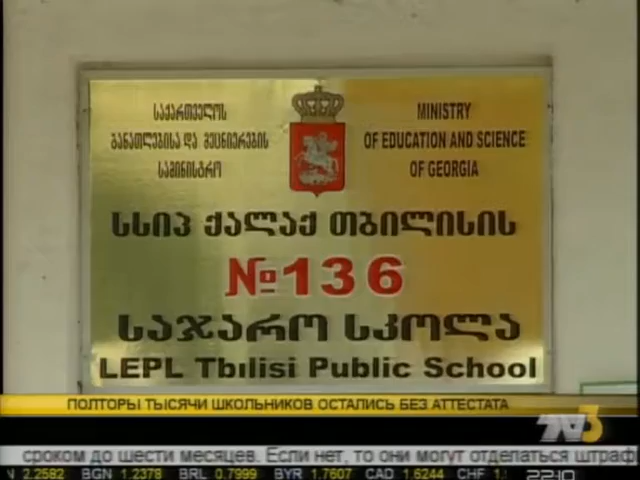 საქართველოს
განათლებისა და მეცნიერების
სამინისტრო
MINISTRY
OF EDUCATION AND SCIENCE
OF GEORGIA
სსიპ ქალაქ თბილისის
№136
საჯარო სკოლა
LEPL Tbilisi Public School
ПОЛТОРЫ ТЫСЯЧИ ШКОЛЬНИКОВ ОСТАЛИСЬ БЕЗ АТТЕСТАТА
TV3
сроком до шести месяцев. Если нет, то они могут отделаться штраф
2.2582 BGN 1.2378 BRL 0.7999 BYR 1.7607 CAD 1.6244 CHF
22:10